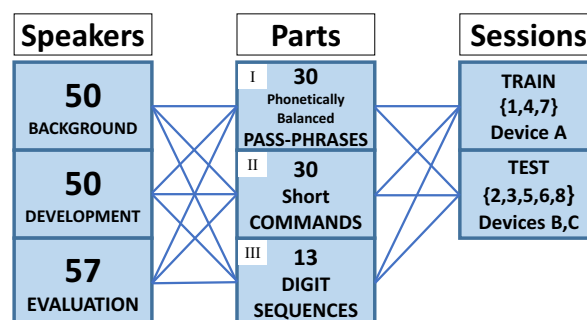 Speakers
Parts
Sessions
50
BACKGROUND
50
DEVELOPMENT
57
EVALUATION
I
30
Phonetically
Balanced
PASS-PHRASES
II
30
Short
COMMANDS
III
13
DIGIT
SEQUENCES
TRAIN
{1,4,7}
Device A
TEST
{2,3,5,6,8}
Devices B,C